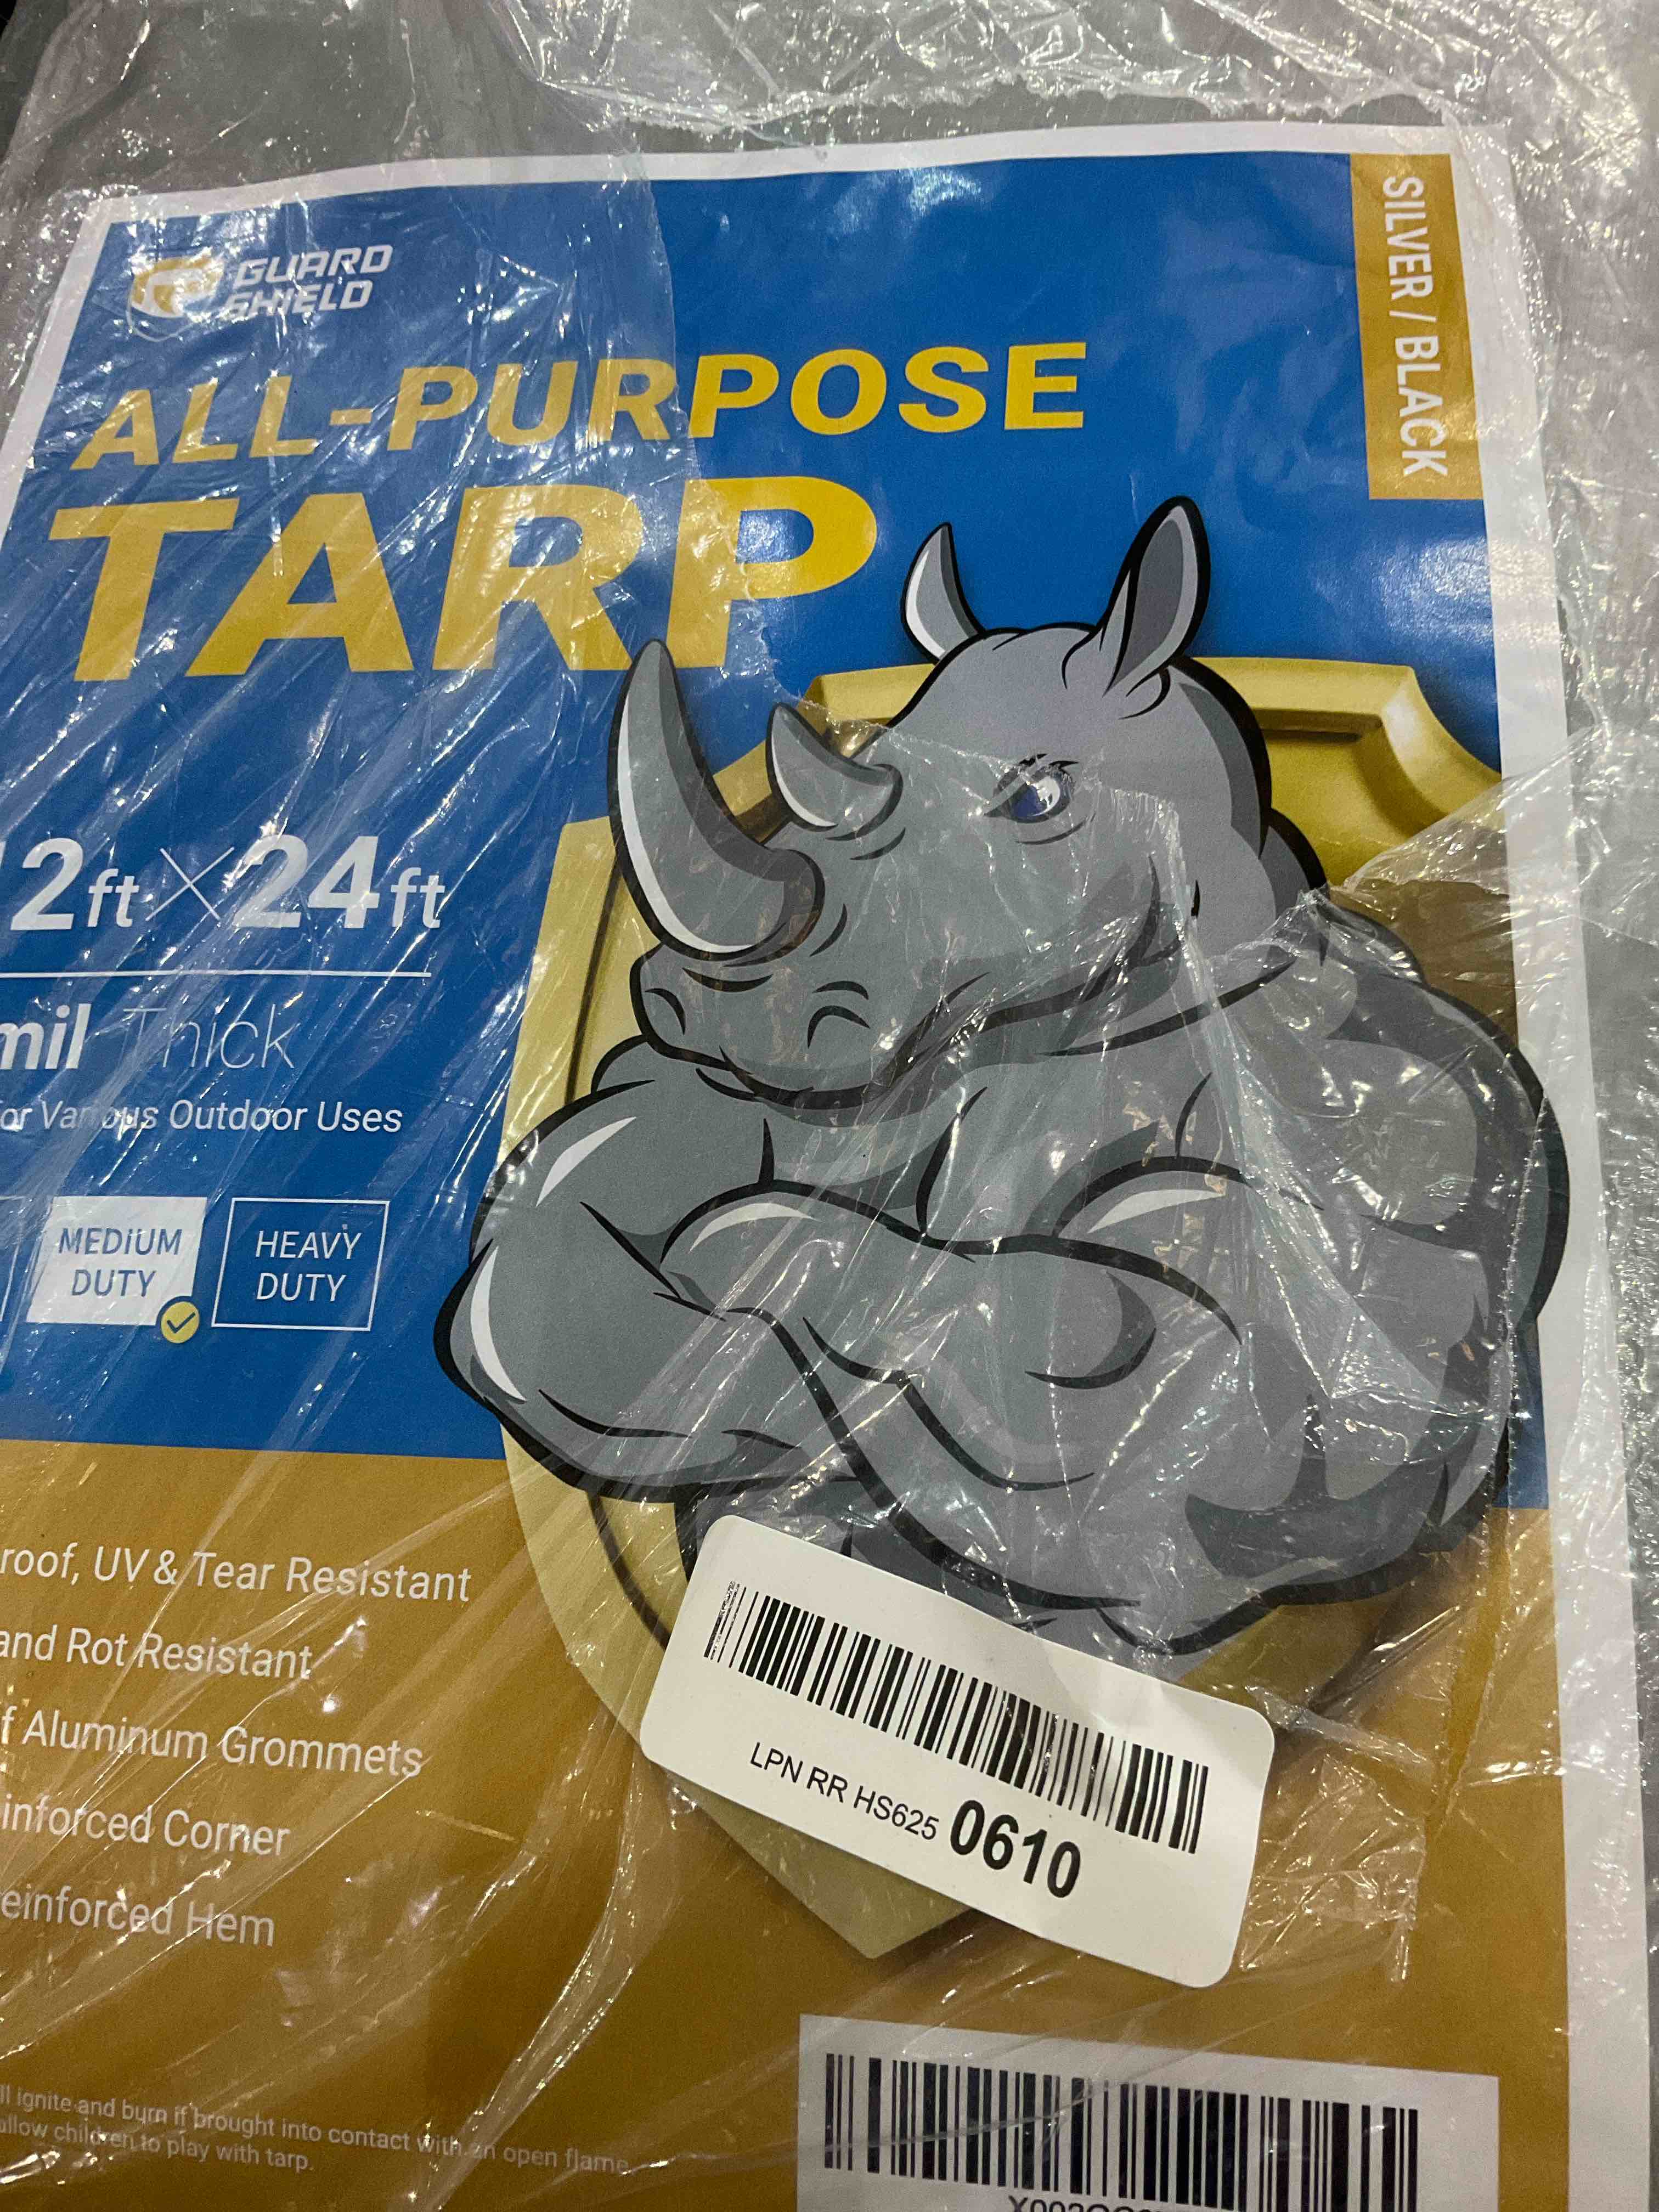 GUARD
SHIELD
SILVER / BLACK
ALL-PURPOSE
TARP
12ft×24ft
mil Thick
or Various Outdoor Uses
MEDIUM
DUTY
HEAVY
DUTY
roof, UV & Tear Resistant
and Rot Resistant
f Aluminum Grommets
inforced Corner
einforced Hem
LPN RR HS625 0610
ll ignite and burn if brought into contact with an open flame
allow children to play with tarp.